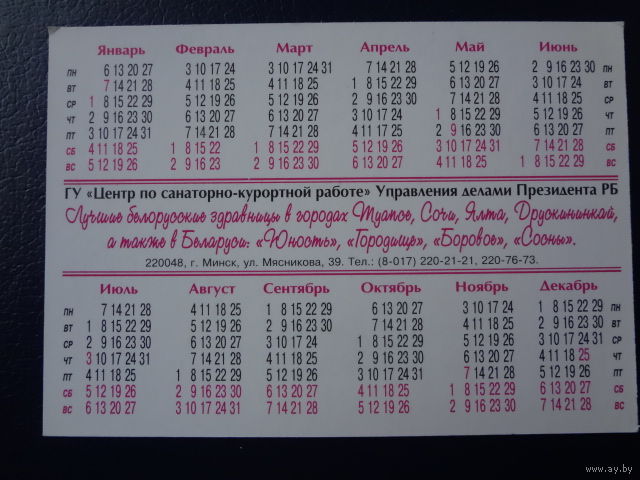 Январь Февраль Март Апрель Май Июнь
ПН 6 13 20 27 3 10 17 24 3 10 17 24 31 7 14 21 28 5 12 19 26 2 9 16 23 30 ПН
ВТ 7 14 21 28 4 11 18 25 4 11 18 25 1 8 15 22 29 6 13 20 27 3 10 17 24 ВТ
СР 1 8 15 22 29 5 12 19 26 5 12 19 26 2 9 16 23 30 7 14 21 28 4 11 18 25 СР
ЧТ 2 9 16 23 30 6 13 20 27 6 13 20 27 3 10 17 24 1 8 15 22 29 5 12 19 26 ЧТ
ПТ 3 10 17 24 31 7 14 21 28 7 14 21 28 4 11 18 25 2 9 16 23 30 6 13 20 27 ПТ
СБ 4 11 18 25 1 8 15 22 1 8 15 22 29 5 12 19 26 3 10 17 24 31 7 14 21 28 СБ
ВС 5 12 19 26 2 9 16 23 2 9 16 23 30 6 13 20 27 4 11 18 25 1 8 15 22 29 ВС
ГУ «Центр по санаторно-курортной работе» Управления делами Президента РБ
Лучшие белорусские здравницы в городах Туапсе, Сочи, Ялта, Друскининкай,
а также в Беларуси: «Юность», «Городище», «Боровое», «Сосны».
220048, г. Минск, ул. Мясникова, 39. Тел.: (8-017) 220-21-21, 220-76-73.
Июль Август Сентябрь Октябрь Ноябрь Декабрь
ПН 7 14 21 28 4 11 18 25 1 8 15 22 29 6 13 20 27 3 10 17 24 1 8 15 22 29 ПН
ВТ 1 8 15 22 29 5 12 19 26 2 9 16 23 30 7 14 21 28 4 11 18 25 2 9 16 23 30 ВТ
СР 2 9 16 23 30 6 13 20 27 3 10 17 24 1 8 15 22 29 5 12 19 26 3 10 17 24 31 СР
ЧТ 3 10 17 24 31 7 14 21 28 4 11 18 25 2 9 16 23 30 6 13 20 27 4 11 18 25 ЧТ
ПТ 4 11 18 25 1 8 15 22 29 5 12 19 26 3 10 17 24 31 7 14 21 28 5 12 19 26 ПТ
СБ 5 12 19 26 2 9 16 23 30 6 13 20 27 4 11 18 25 1 8 15 22 29 6 13 20 27 СБ
ВС 6 13 20 27 3 10 17 24 31 7 14 21 28 5 12 19 26 2 9 16 23 30 7 14 21 28 ВС
www.ay.by